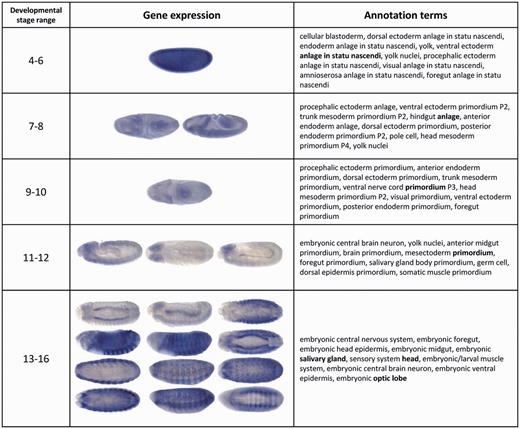 Developmental
stage range
Gene expression
Annotation terms
4-6
cellular blastoderm, dorsal ectoderm anlage in statu nascendi,
endoderm anlage in statu nascendi, yolk, ventral ectoderm
anlage in statu nascendi, yolk nuclei, procephalic ectoderm
anlage in statu nascendi, visual anlage in statu nascendi,
amnioserosa anlage in statu nascendi, foregut anlage in statu
nascendi
7-8
procephalic ectoderm anlage, ventral ectoderm primordium P2,
trunk mesoderm primordium P2, hindgut anlage, anterior
endoderm anlage, dorsal ectoderm primordium, posterior
endoderm primordium P2, pole cell, head mesoderm
primordium P4, yolk nuclei
9-10
procephalic ectoderm primordium, anterior endoderm
primordium, dorsal ectoderm primordium, trunk mesoderm
primordium, ventral nerve cord primordium P3, head
mesoderm primordium P2, visual primordium, ventral ectoderm
primordium, posterior endoderm primordium, foregut
primordium
11-12
embryonic central brain neuron, yolk nuclei, anterior midgut
primordium, brain primordium, mesectoderm primordium,
foregut primordium, salivary gland body primordium, germ cell,
dorsal epidermis primordium, somatic muscle primordium
13-16
embryonic central nervous system, embryonic foregut,
embryonic head epidermis, embryonic midgut, embryonic
salivary gland, sensory system head, embryonic/larval muscle
system, embryonic central brain neuron, embryonic ventral
epidermis, embryonic optic lobe